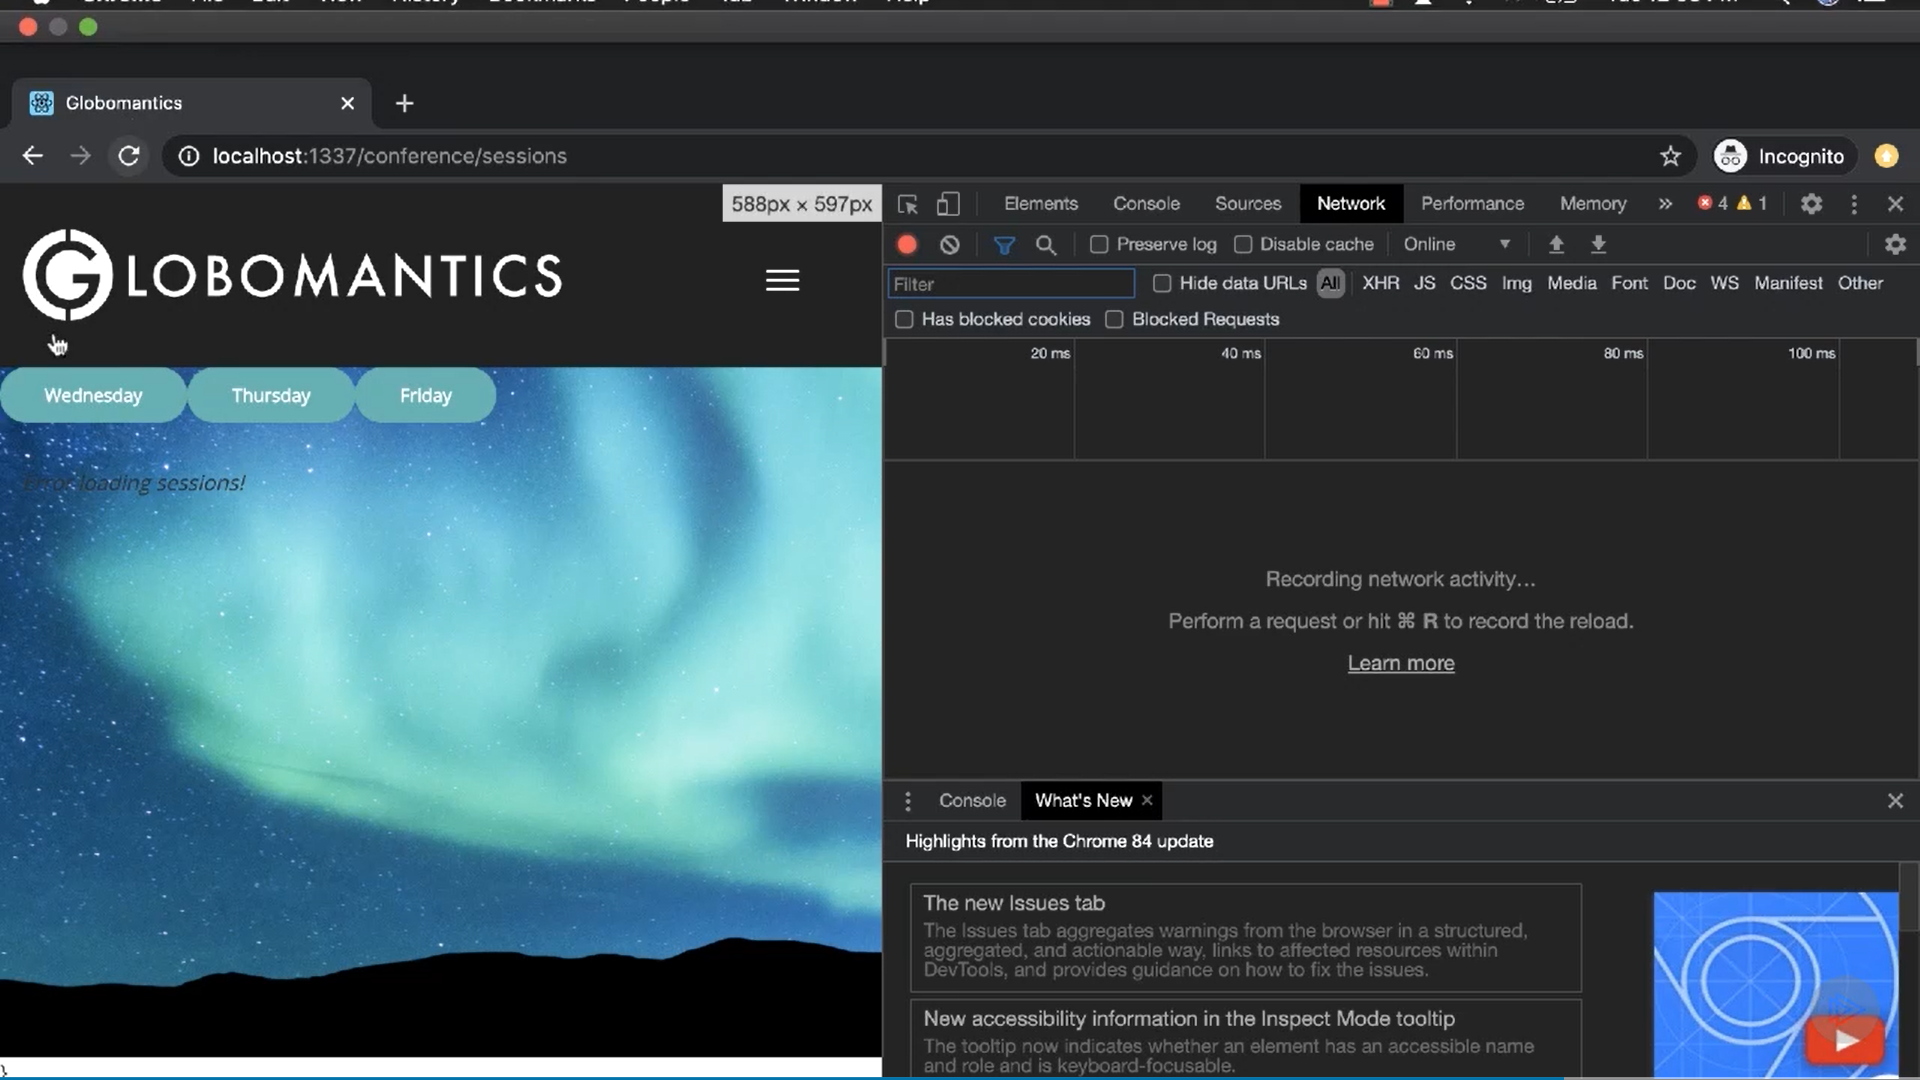 Globomantics
localhost:1337/conference/sessions
Incognito
588px × 597px
Elements Console Sources Network Performance Memory » 4 1
GLOBOMANTICS
Preserve log Disable cache Online
Filter Hide data URLs All XHR JS CSS Img Media Font Doc WS Manifest Other
Has blocked cookies Blocked Requests
20 ms 40 ms 60 ms 80 ms 100 ms
Wednesday Thursday Friday
Error loading sessions!
Recording network activity…
Perform a request or hit ⌘ R to record the reload.
Learn more
Console What's New
Highlights from the Chrome 84 update
The new Issues tab
The Issues tab aggregates warnings from the browser in a structured,
aggregated, and actionable way, links to affected resources within
DevTools, and provides guidance on how to fix the issues.
New accessibility information in the Inspect Mode tooltip
The tooltip now indicates whether an element has an accessible name
and role and is keyboard-focusable.
}